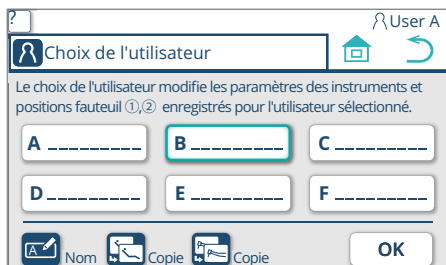 ? User A
Choix de l'utilisateur
Le choix de l'utilisateur modifie les paramètres des instruments et
positions fauteuil ①,② enregistrés pour l'utilisateur sélectionné.
A _________ B _________ C _________
D _________ E _________ F _________
A Nom Copie Copie OK